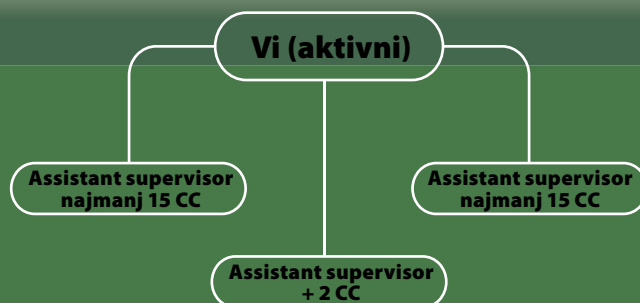 Vi (aktivni)
Assistant supervisor
najmanj 15 CC
Assistant supervisor
najmanj 15 CC
Assistant supervisor
+ 2 CC